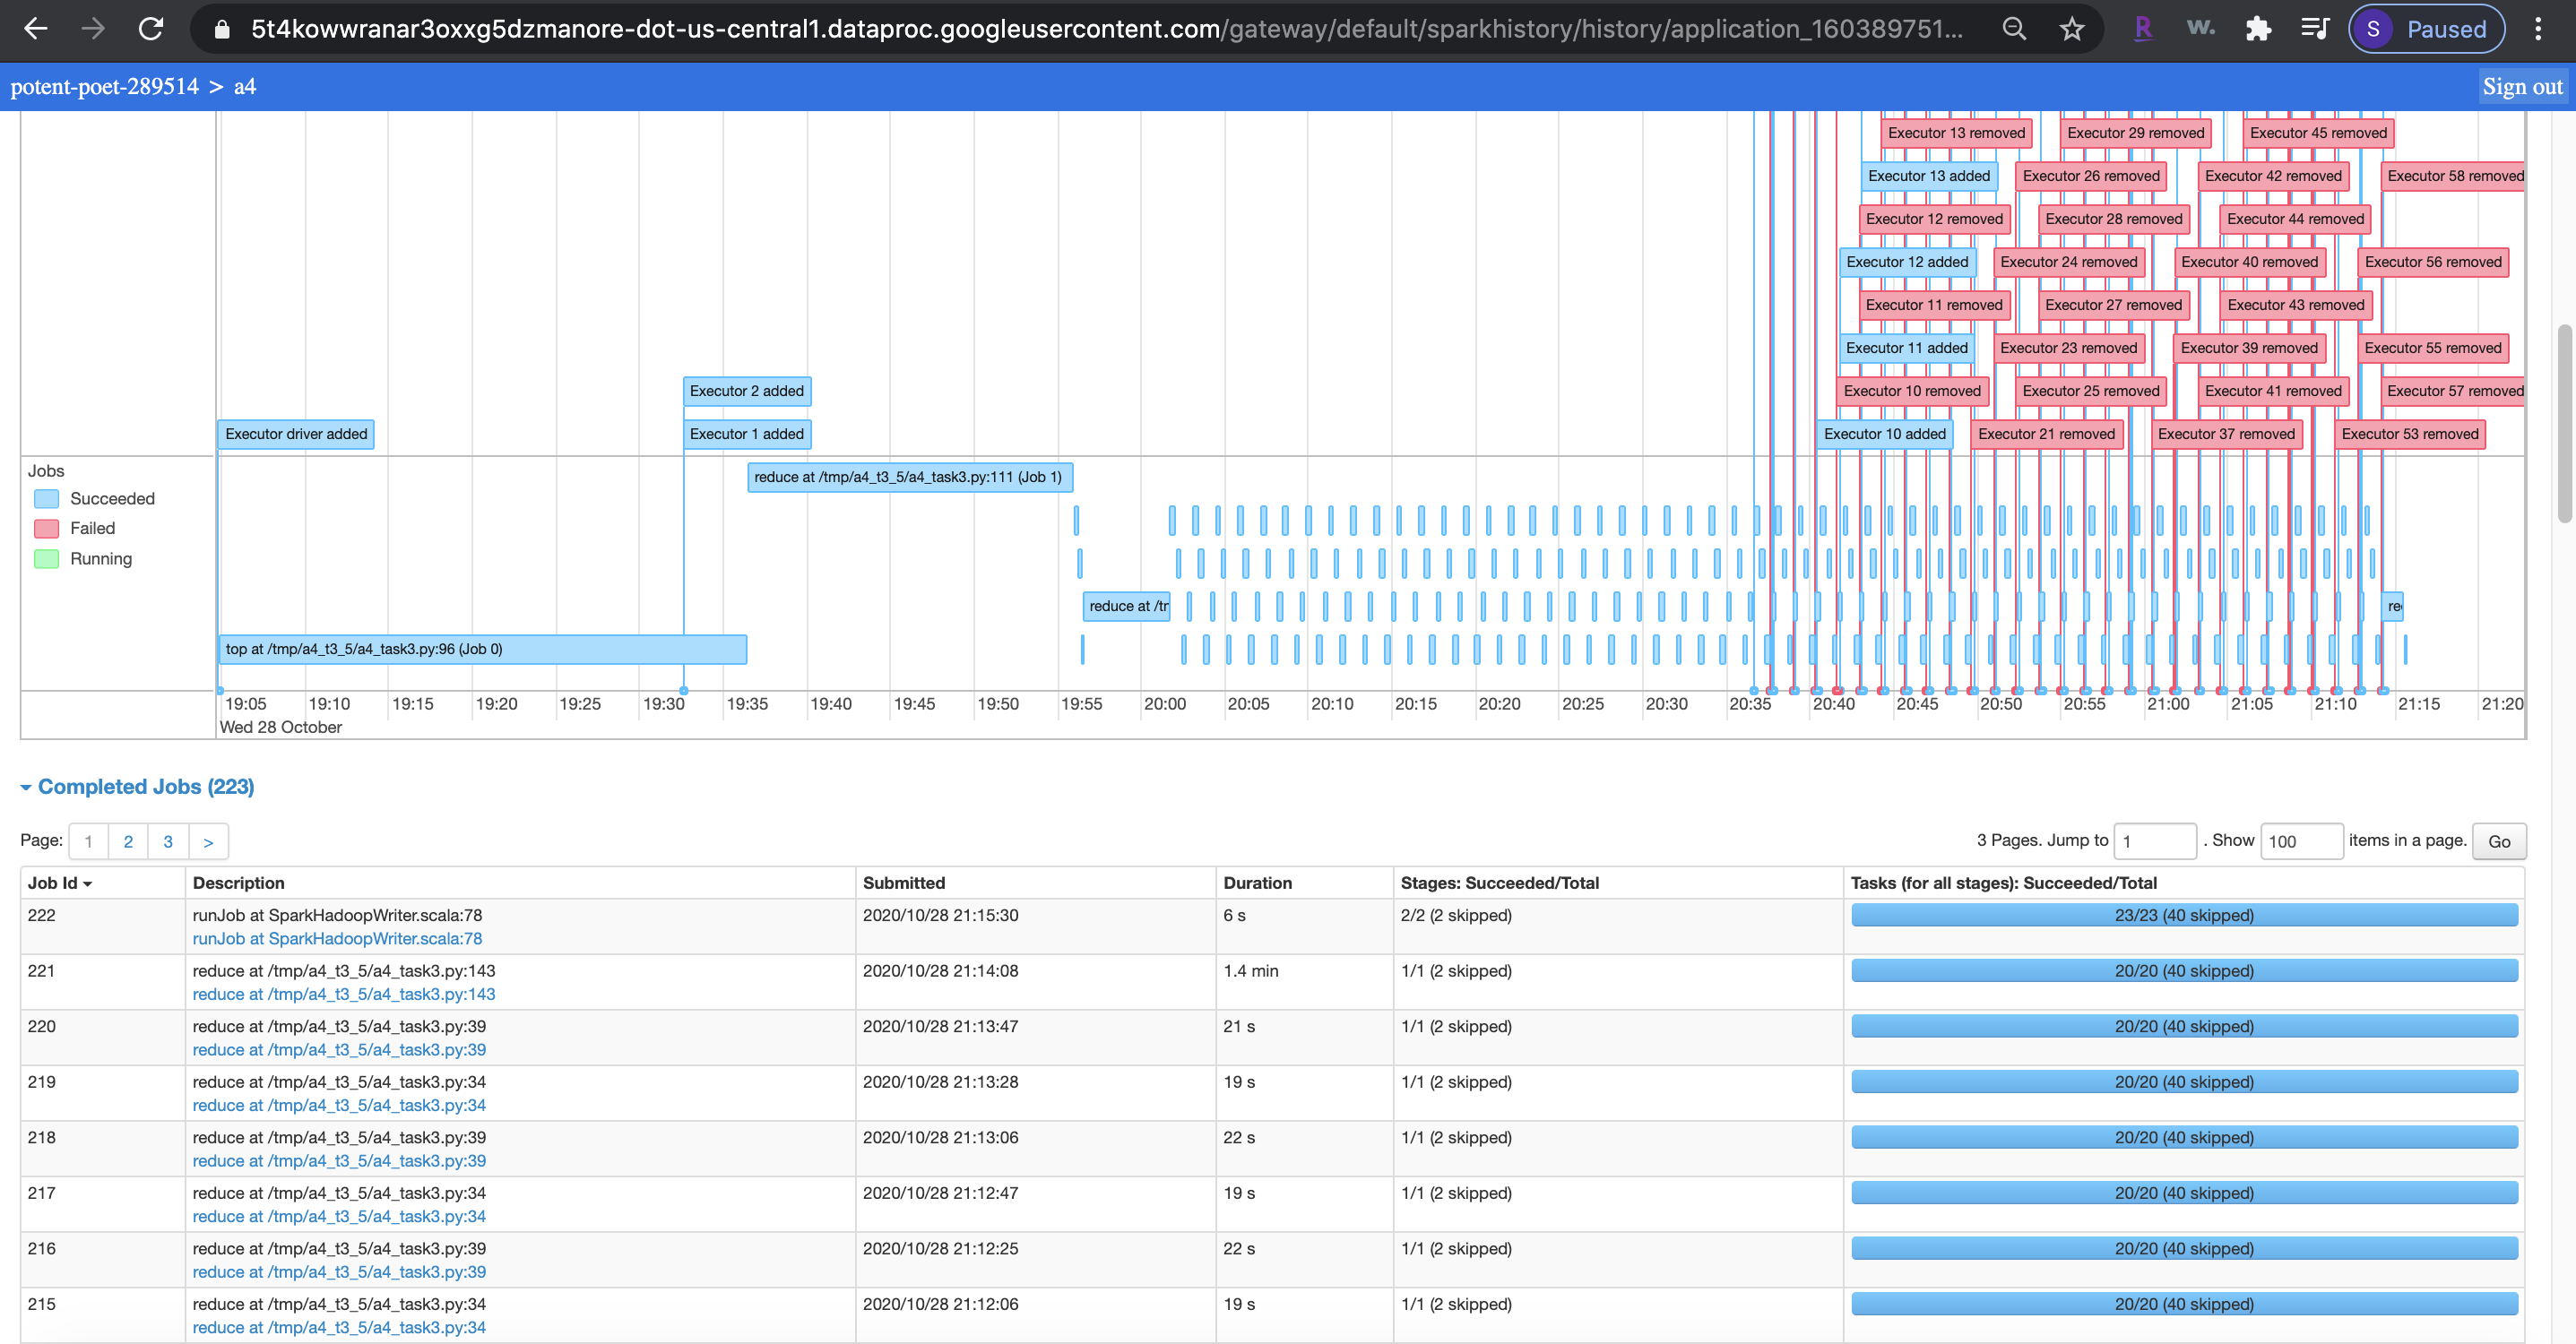 5t4kowwranar3oxxg5dzmanore-dot-us-central1.dataproc.googleusercontent.com/gateway/default/sparkhistory/history/application_160389751...
R
w.
S
Paused
potent-poet-289514 > a4
Sign out
Executor 13 removed
Executor 29 removed
Executor 45 removed
Executor 13 added
Executor 26 removed
Executor 42 removed
Executor 58 removed
Executor 12 removed
Executor 28 removed
Executor 44 removed
Executor 12 added
Executor 24 removed
Executor 40 removed
Executor 56 removed
Executor 11 removed
Executor 27 removed
Executor 43 removed
Executor 11 added
Executor 23 removed
Executor 39 removed
Executor 55 removed
Executor 2 added
Executor 10 removed
Executor 25 removed
Executor 41 removed
Executor 57 removed
Executor driver added
Executor 1 added
Executor 10 added
Executor 21 removed
Executor 37 removed
Executor 53 removed
Jobs
Succeeded
Failed
Running
reduce at /tmp/a4_t3_5/a4_task3.py:111 (Job 1)
reduce at /tr
re
top at /tmp/a4_t3_5/a4_task3.py:96 (Job 0)
19:05 19:10 19:15 19:20 19:25 19:30 19:35 19:40 19:45 19:50 19:55 20:00 20:05 20:10 20:15 20:20 20:25 20:30 20:35 20:40 20:45 20:50 20:55 21:00 21:05 21:10 21:15 21:20
Wed 28 October
Completed Jobs (223)
Page: 1 2 3 >
3 Pages. Jump to 1 . Show 100 items in a page. Go
Job Id Description Submitted Duration Stages: Succeeded/Total Tasks (for all stages): Succeeded/Total
222 runJob at SparkHadoopWriter.scala:78 2020/10/28 21:15:30 6 s 2/2 (2 skipped) 23/23 (40 skipped)
runJob at SparkHadoopWriter.scala:78
221 reduce at /tmp/a4_t3_5/a4_task3.py:143 2020/10/28 21:14:08 1.4 min 1/1 (2 skipped) 20/20 (40 skipped)
reduce at /tmp/a4_t3_5/a4_task3.py:143
220 reduce at /tmp/a4_t3_5/a4_task3.py:39 2020/10/28 21:13:47 21 s 1/1 (2 skipped) 20/20 (40 skipped)
reduce at /tmp/a4_t3_5/a4_task3.py:39
219 reduce at /tmp/a4_t3_5/a4_task3.py:34 2020/10/28 21:13:28 19 s 1/1 (2 skipped) 20/20 (40 skipped)
reduce at /tmp/a4_t3_5/a4_task3.py:34
218 reduce at /tmp/a4_t3_5/a4_task3.py:39 2020/10/28 21:13:06 22 s 1/1 (2 skipped) 20/20 (40 skipped)
reduce at /tmp/a4_t3_5/a4_task3.py:39
217 reduce at /tmp/a4_t3_5/a4_task3.py:34 2020/10/28 21:12:47 19 s 1/1 (2 skipped) 20/20 (40 skipped)
reduce at /tmp/a4_t3_5/a4_task3.py:34
216 reduce at /tmp/a4_t3_5/a4_task3.py:39 2020/10/28 21:12:25 22 s 1/1 (2 skipped) 20/20 (40 skipped)
reduce at /tmp/a4_t3_5/a4_task3.py:39
215 reduce at /tmp/a4_t3_5/a4_task3.py:34 2020/10/28 21:12:06 19 s 1/1 (2 skipped) 20/20 (40 skipped)
reduce at /tmp/a4_t3_5/a4_task3.py:34